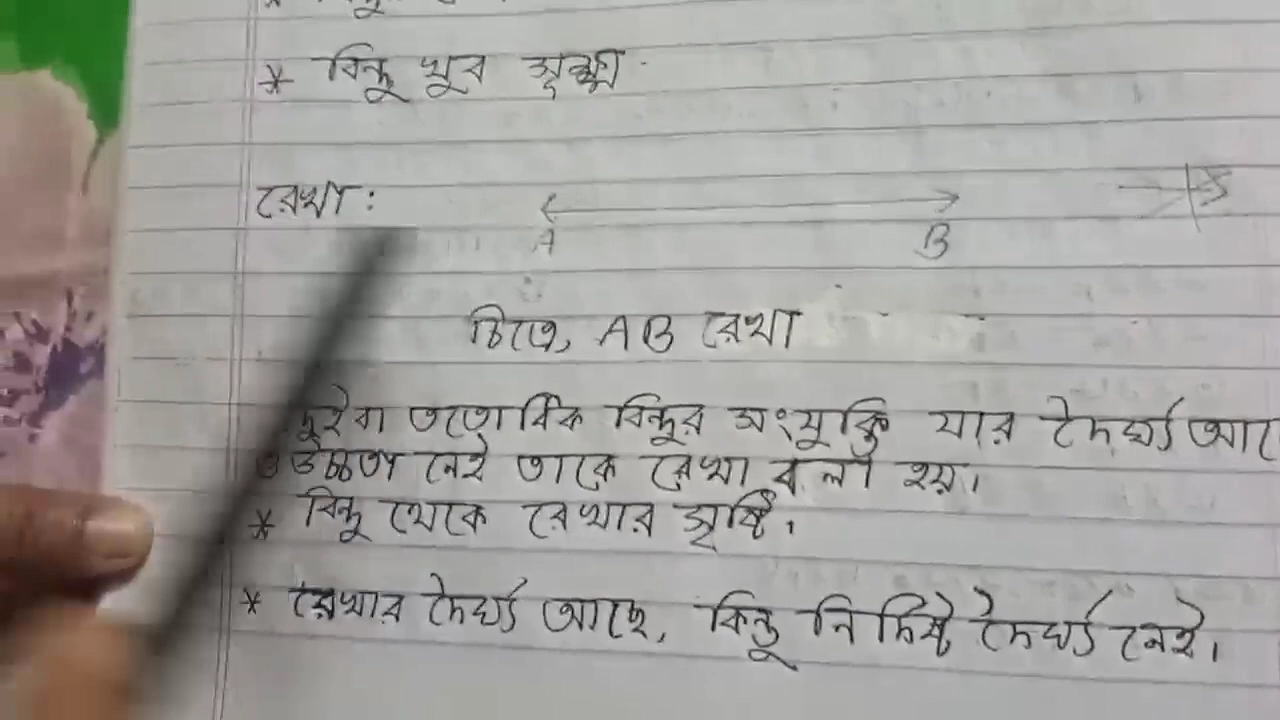 * বিন্দু খুব সূক্ষ্ম
রেখা:
A B
চিত্রে, AB রেখা
দুই বা ততোধিক বিন্দুর সংযুক্তি যার দৈর্ঘ্য আছে
উচ্চতা নেই তাকে রেখা বলা হয়।
* বিন্দু থেকে রেখার সৃষ্টি।
* রেখার দৈর্ঘ্য আছে, কিন্তু নির্দিষ্ট দৈর্ঘ্য নেই।